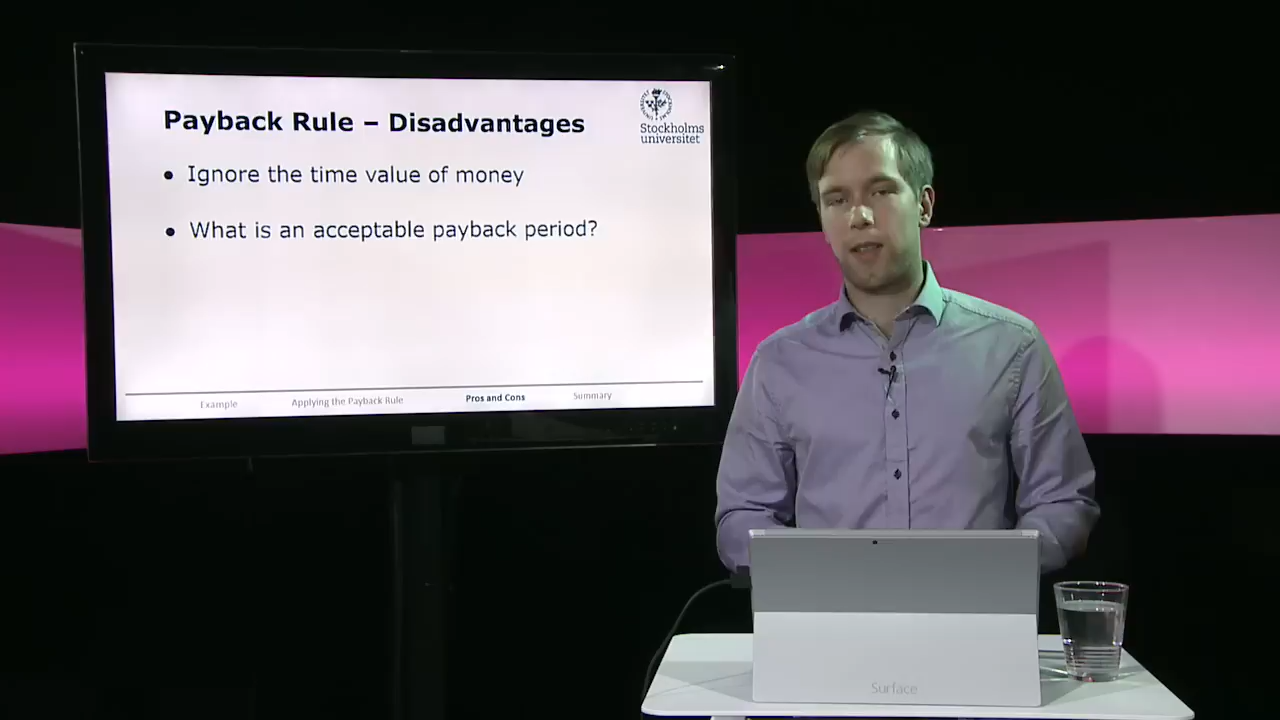 Payback Rule – Disadvantages
Stockholms
universitet
● Ignore the time value of money
● What is an acceptable payback period?
Example
Applying the Payback Rule
Pros and Cons
Summary
Surface